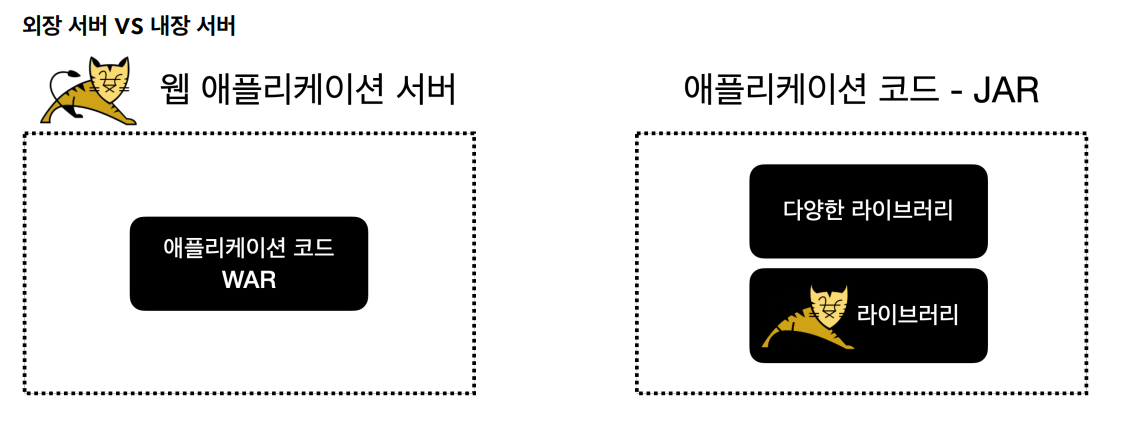 외장 서버 VS 내장 서버
웹 애플리케이션 서버
애플리케이션 코드
WAR
애플리케이션 코드 - JAR
다양한 라이브러리
라이브러리